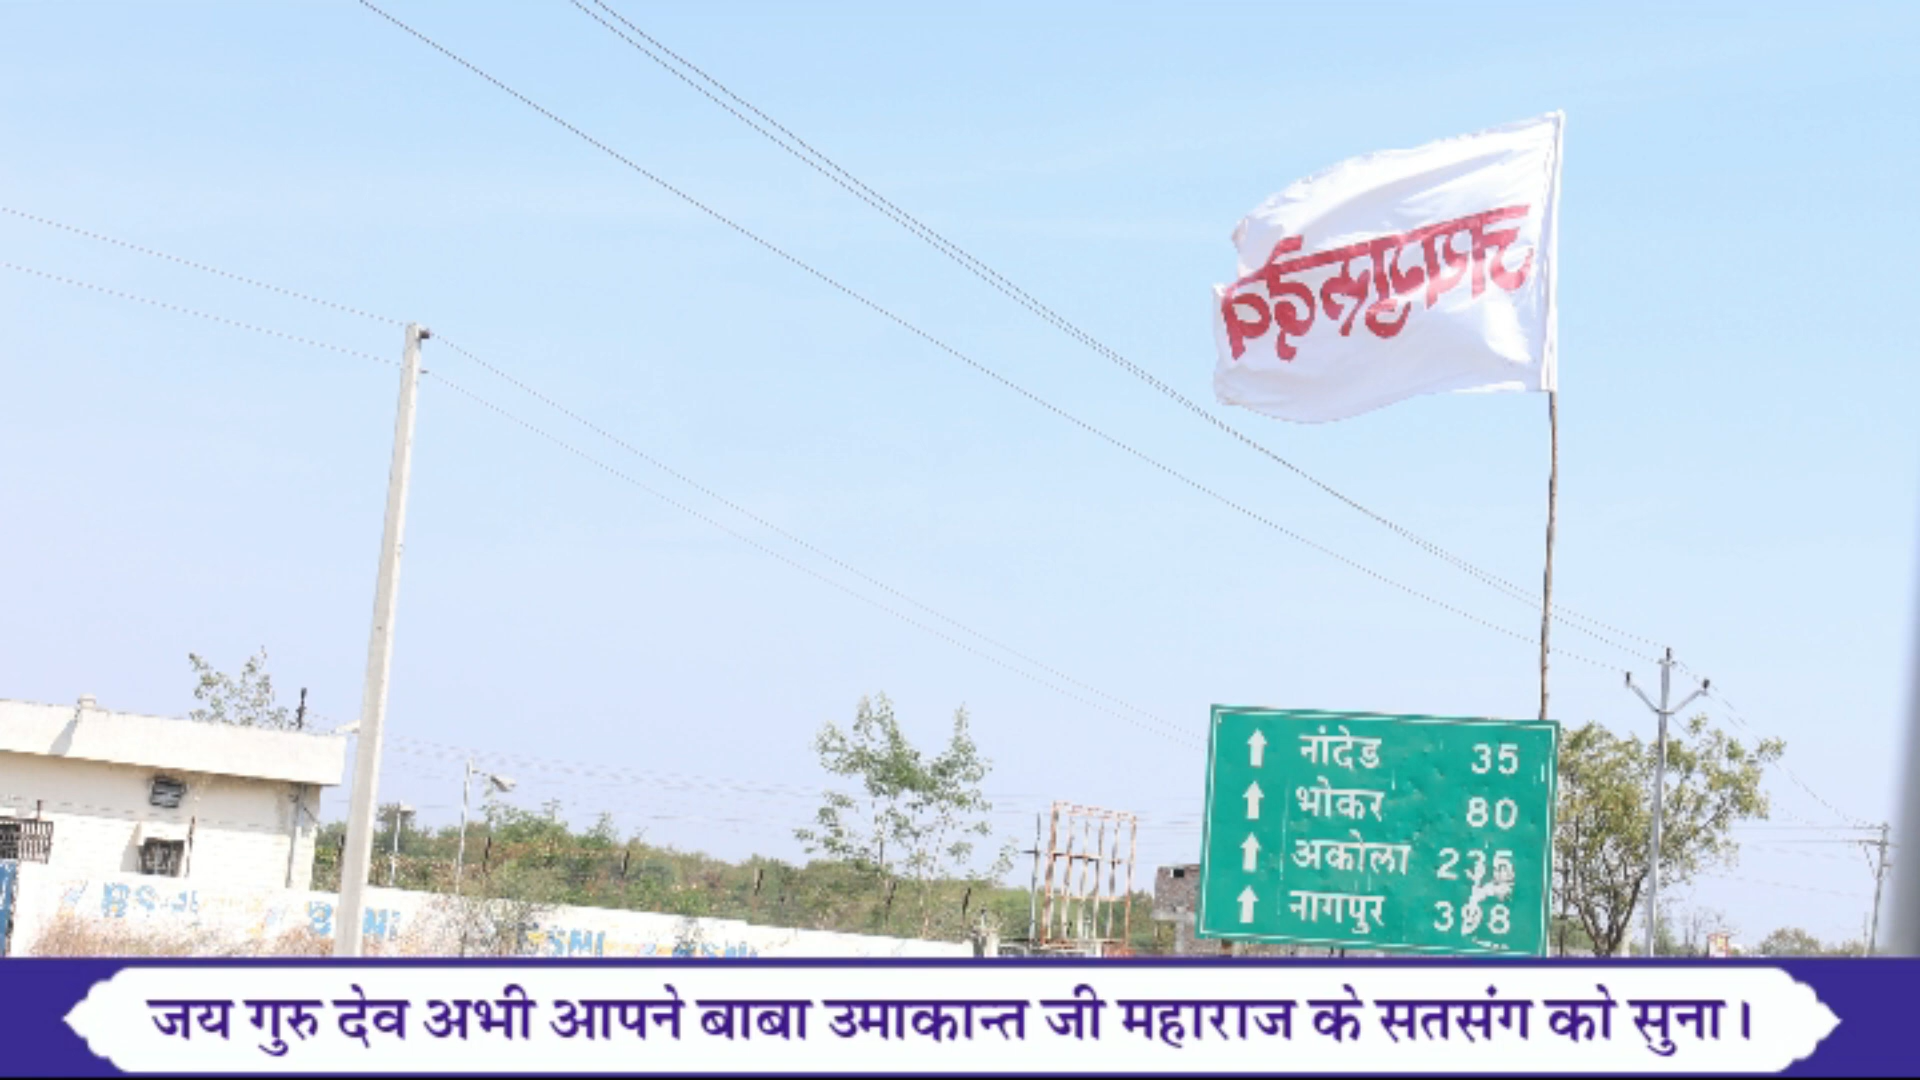 नांदेड 35
भोकर 80
अकोला 235
नागपुर
जय गुरु देव अभी आपने बाबा उमाकान्त जी महाराज के सतसंग को सुना।